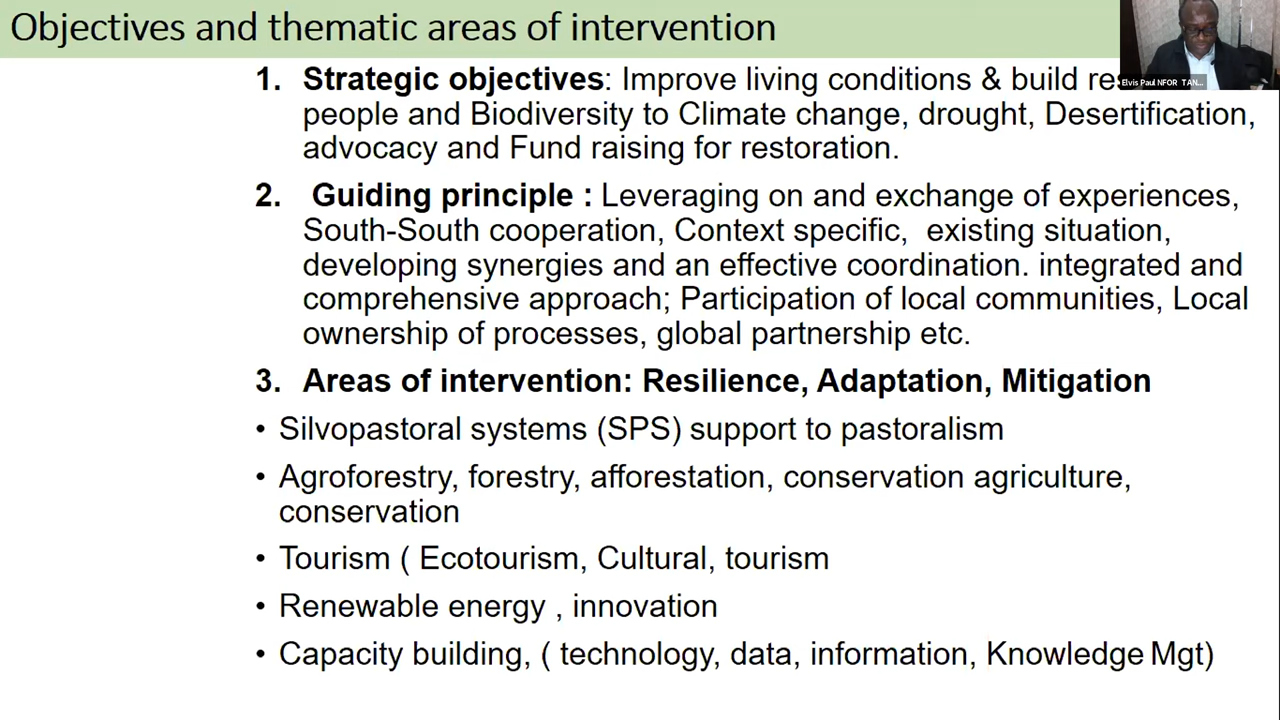 Objectives and thematic areas of intervention
Elvis Paul NFOR TAN...
1. Strategic objectives: Improve living conditions & build
people and Biodiversity to Climate change, drought, Desertification,
advocacy and Fund raising for restoration.
2. Guiding principle : Leveraging on and exchange of experiences,
South-South cooperation, Context specific, existing situation,
developing synergies and an effective coordination. integrated and
comprehensive approach; Participation of local communities, Local
ownership of processes, global partnership etc.
3. Areas of intervention: Resilience, Adaptation, Mitigation
• Silvopastoral systems (SPS) support to pastoralism
• Agroforestry, forestry, afforestation, conservation agriculture,
conservation
• Tourism ( Ecotourism, Cultural, tourism
• Renewable energy , innovation
• Capacity building, ( technology, data, information, Knowledge Mgt)